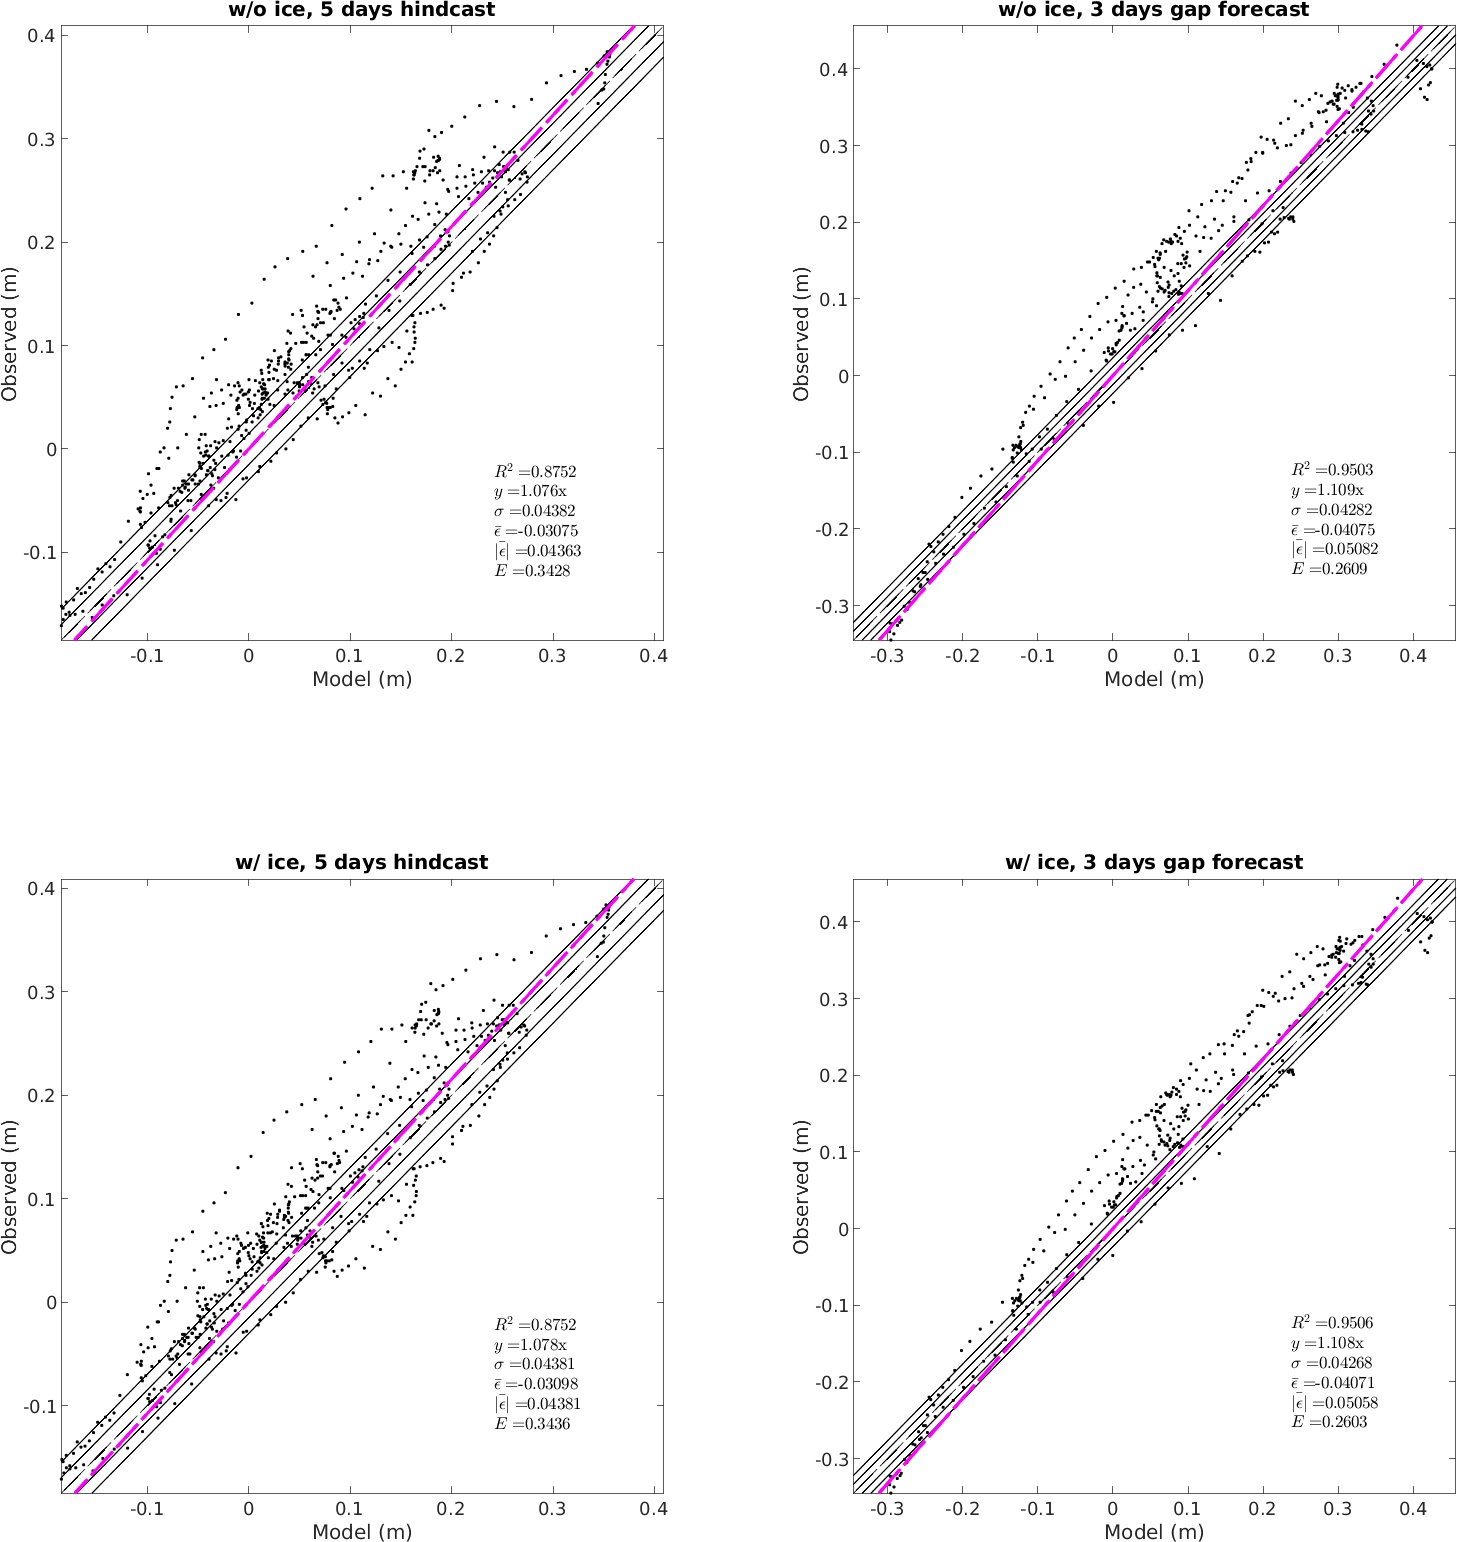 w/o ice, 5 days hindcast
0.4
0.3
0.2
0.1
0
-0.1
Observed (m)
R² =0.8752
y =1.076x
σ =0.04382
ϵ̄ =-0.03075
|ϵ̄| =0.04363
E =0.3428
-0.1 0 0.1 0.2 0.3 0.4
Model (m)
w/o ice, 3 days gap forecast
0.4
0.3
0.2
0.1
0
-0.1
-0.2
-0.3
Observed (m)
R² =0.9503
y =1.109x
σ =0.04282
ϵ̄ =-0.04075
|ϵ̄| =0.05082
E =0.2609
-0.3 -0.2 -0.1 0 0.1 0.2 0.3 0.4
Model (m)
w/ ice, 5 days hindcast
0.4
0.3
0.2
0.1
0
-0.1
Observed (m)
R² =0.8752
y =1.078x
σ =0.04381
ϵ̄ =-0.03098
|ϵ̄| =0.04381
E =0.3436
-0.1 0 0.1 0.2 0.3 0.4
Model (m)
w/ ice, 3 days gap forecast
0.4
0.3
0.2
0.1
0
-0.1
-0.2
-0.3
Observed (m)
R² =0.9506
y =1.108x
σ =0.04268
ϵ̄ =-0.04071
|ϵ̄| =0.05058
E =0.2603
-0.3 -0.2 -0.1 0 0.1 0.2 0.3 0.4
Model (m)